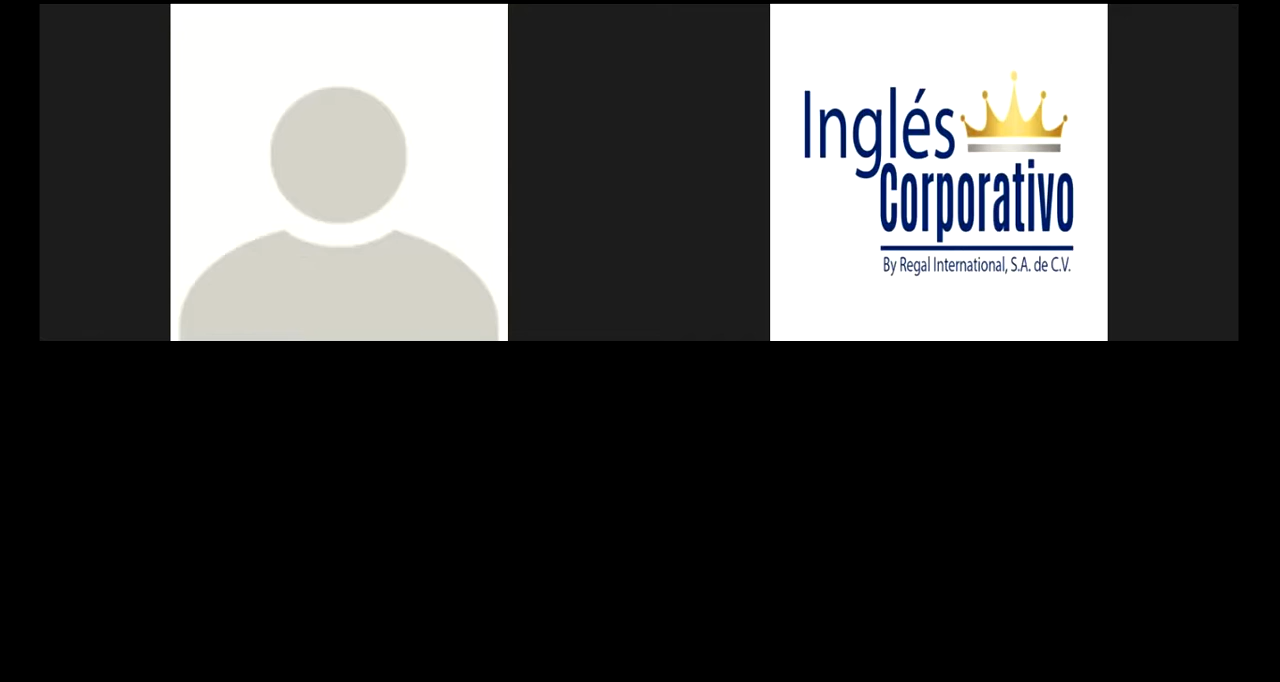 Inglés
Corporativo
By Regal International, S.A. de C.V.